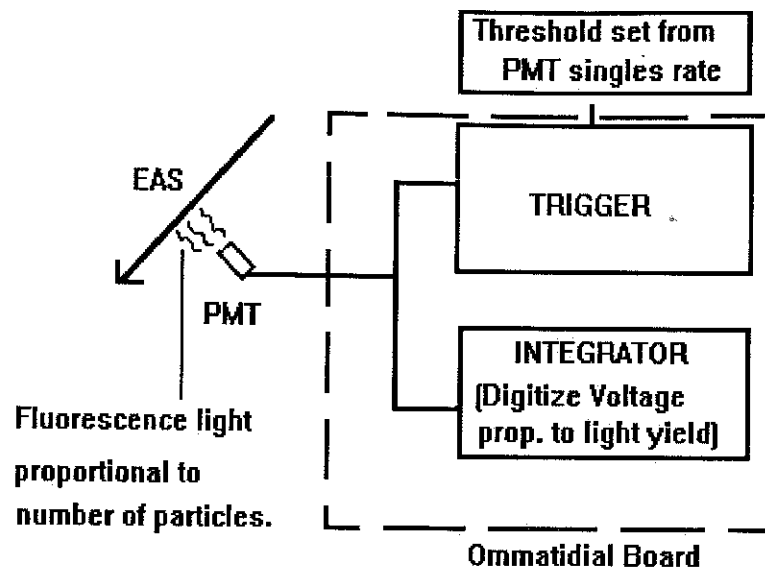 Threshold set from
PMT singles rate
EAS
TRIGGER
PMT
INTEGRATOR
(Digitize Voltage
prop. to light yield)
Fluorescence light
proportional to
number of particles.
Ommatidial Board